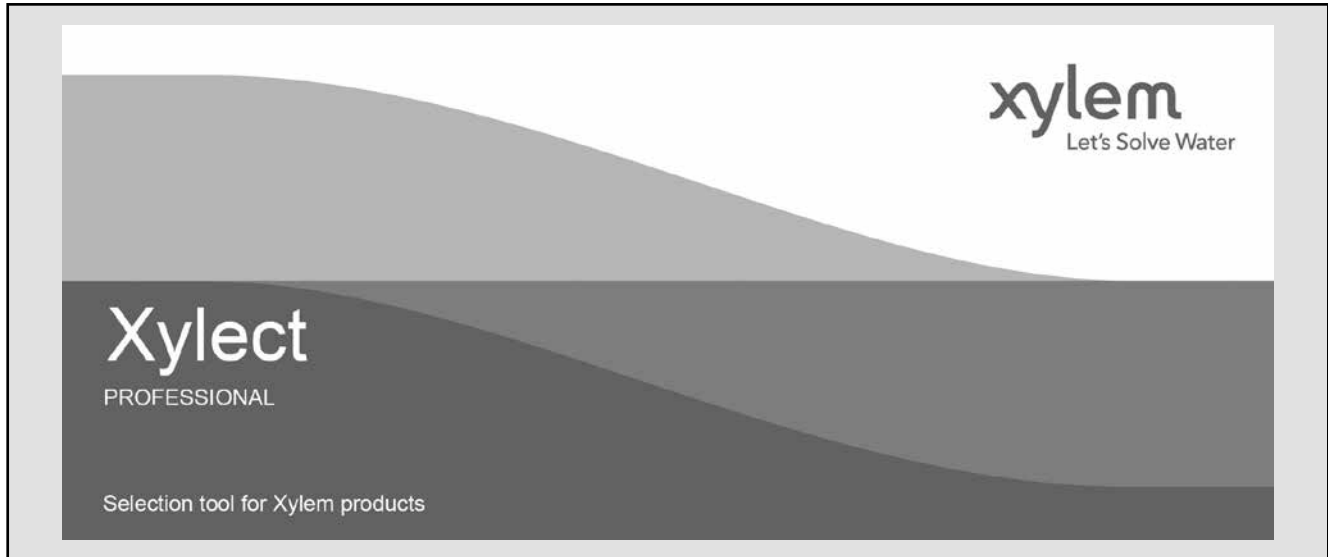 xylem
Let's Solve Water
Xylect
PROFESSIONAL
Selection tool for Xylem products